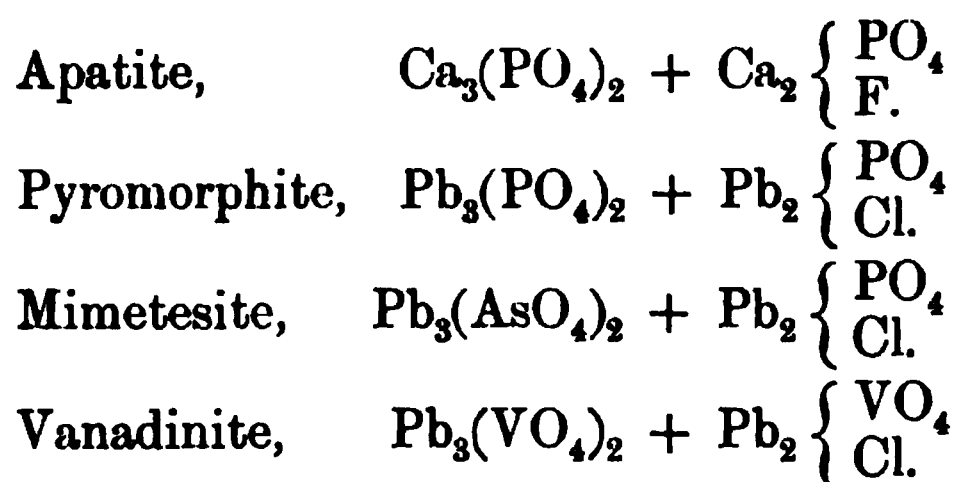 Apatite, Ca₃(PO₄)₂ + Ca₂ { PO₄ F.
Pyromorphite, Pb₃(PO₄)₂ + Pb₂ { PO₄ Cl.
Mimetesite, Pb₃(AsO₄)₂ + Pb₂ { PO₄ Cl.
Vanadinite, Pb₃(VO₄)₂ + Pb₂ { VO₄ Cl.